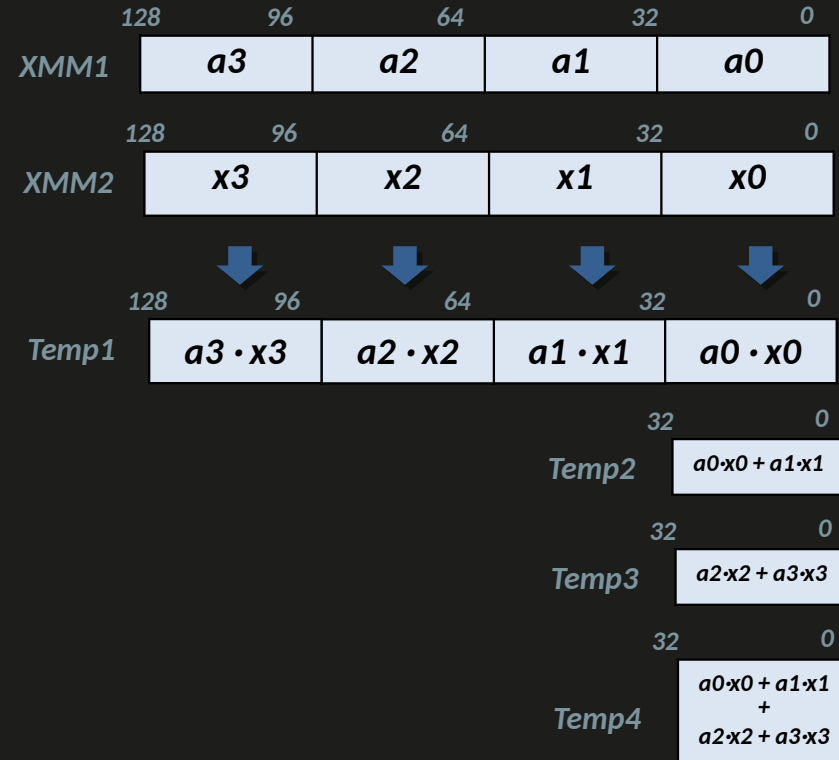 128 96 64 32 0
XMM1 a3 a2 a1 a0
128 96 64 32 0
XMM2 x3 x2 x1 x0
128 96 64 32 0
Temp1 a3 · x3 a2 · x2 a1 · x1 a0 · x0
32 0
Temp2 a0·x0 + a1·x1
32 0
Temp3 a2·x2 + a3·x3
32 0
a0·x0 + a1·x1
+
Temp4
a2·x2 + a3·x3